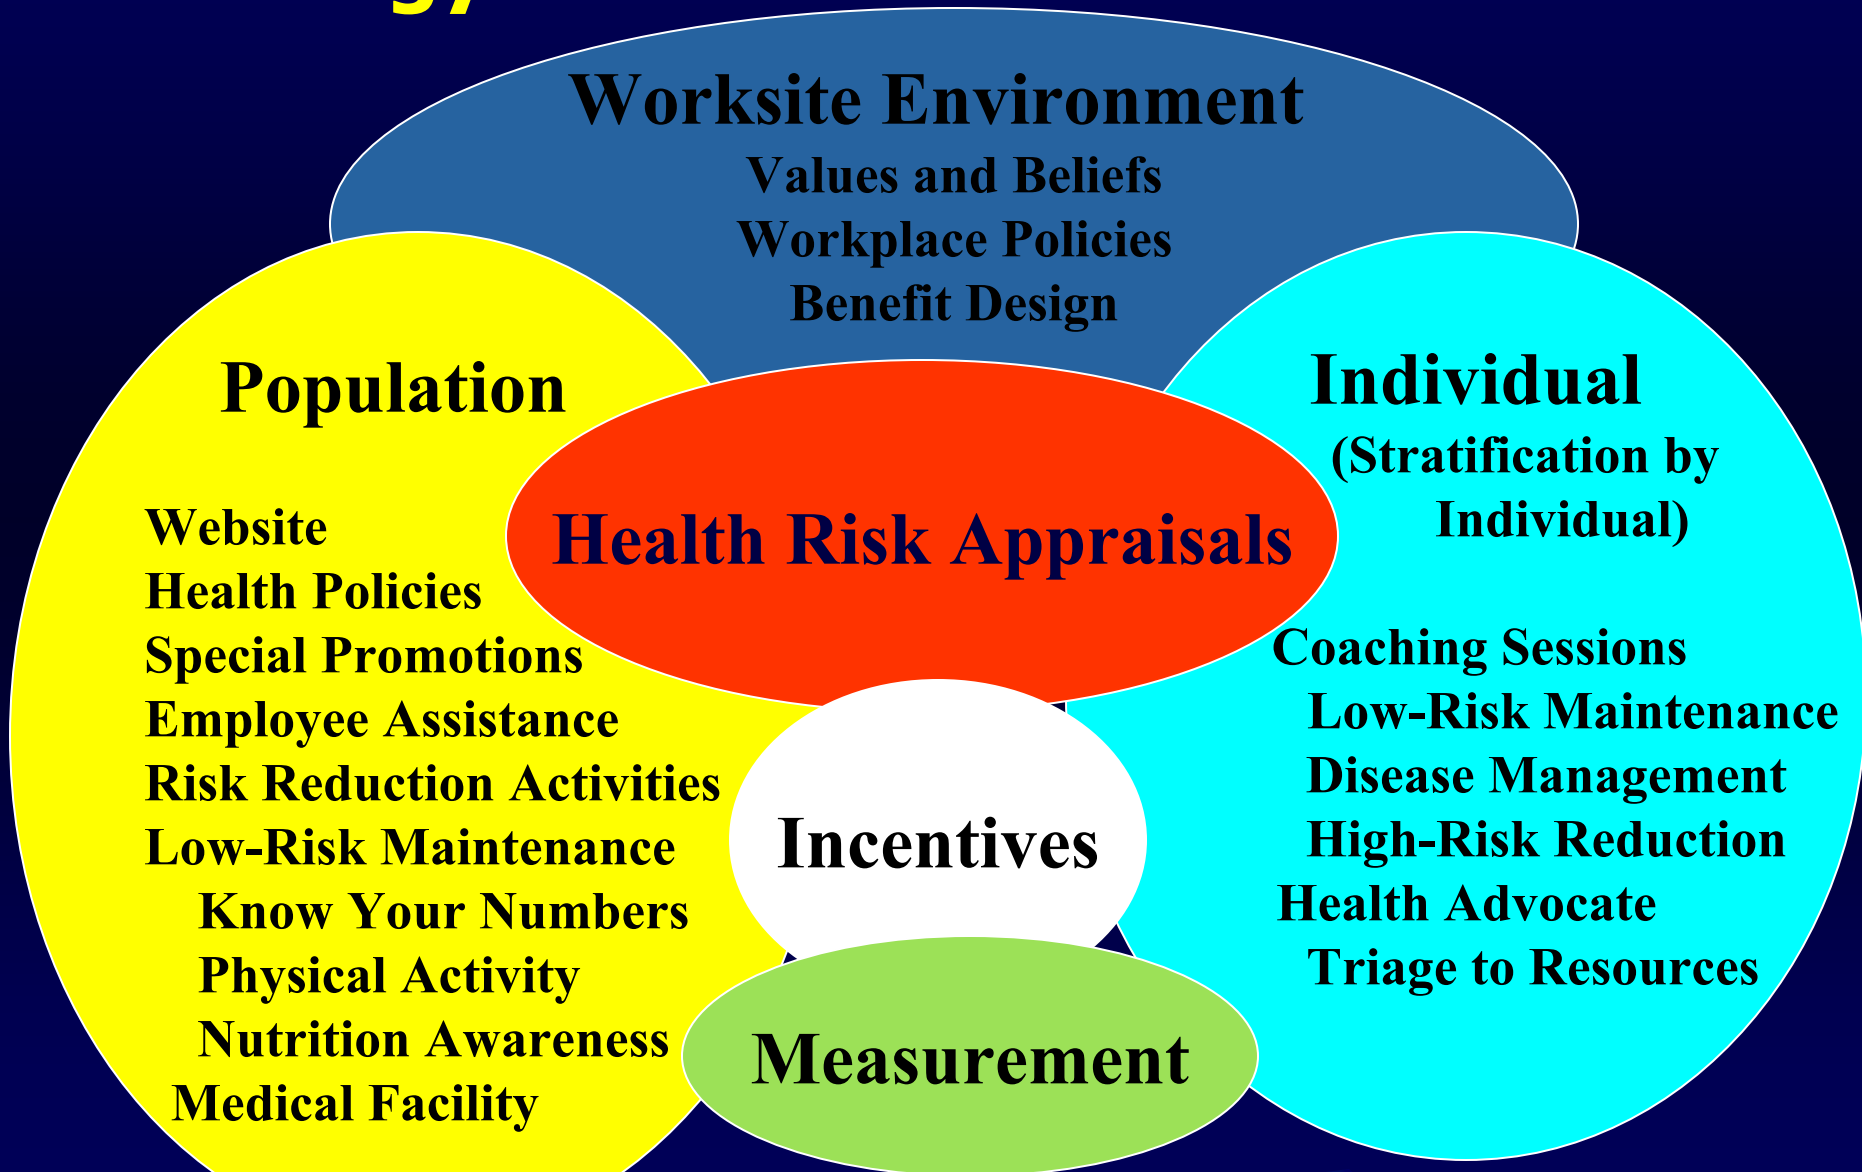 Worksite Environment
Values and Beliefs
Workplace Policies
Benefit Design
Population
Website
Health Policies
Special Promotions
Employee Assistance
Risk Reduction Activities
Low-Risk Maintenance
Know Your Numbers
Physical Activity
Nutrition Awareness
Medical Facility
Health Risk Appraisals
Incentives
Measurement
Individual
(Stratification by
Individual)
Coaching Sessions
Low-Risk Maintenance
Disease Management
High-Risk Reduction
Health Advocate
Triage to Resources